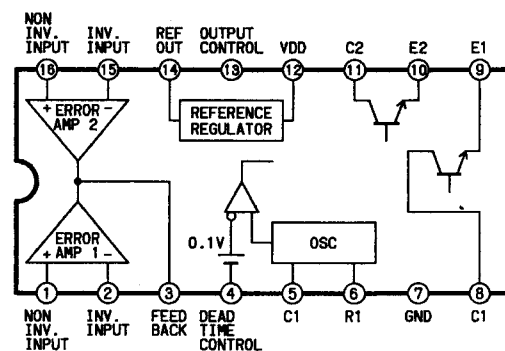 NON INV. INPUT
INV. INPUT
REF OUT
OUTPUT CONTROL
VDD
C2
E2
E1
16
15
14
13
12
11
10
9
+ ERROR -
AMP 2
REFERENCE
REGULATOR
0.1V
OSC
ERROR
+ AMP 1 -
1
2
3
4
5
6
7
8
NON INV. INPUT
INV. INPUT
FEED BACK
DEAD TIME CONTROL
C1
R1
GND
C1